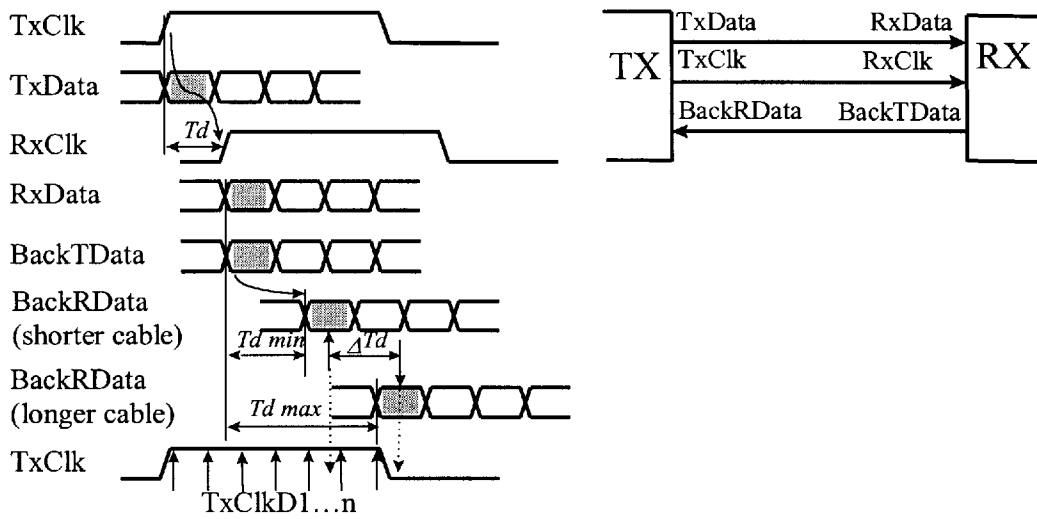 TxClk
TxData
Td
RxClk
RxData
BackTData
BackRData
(shorter cable)
Td min
ΔTd
BackRData
(longer cable)
Td max
TxClk
TxClkD1...n
TX
RX
TxData RxData
TxClk RxClk
BackRData BackTData